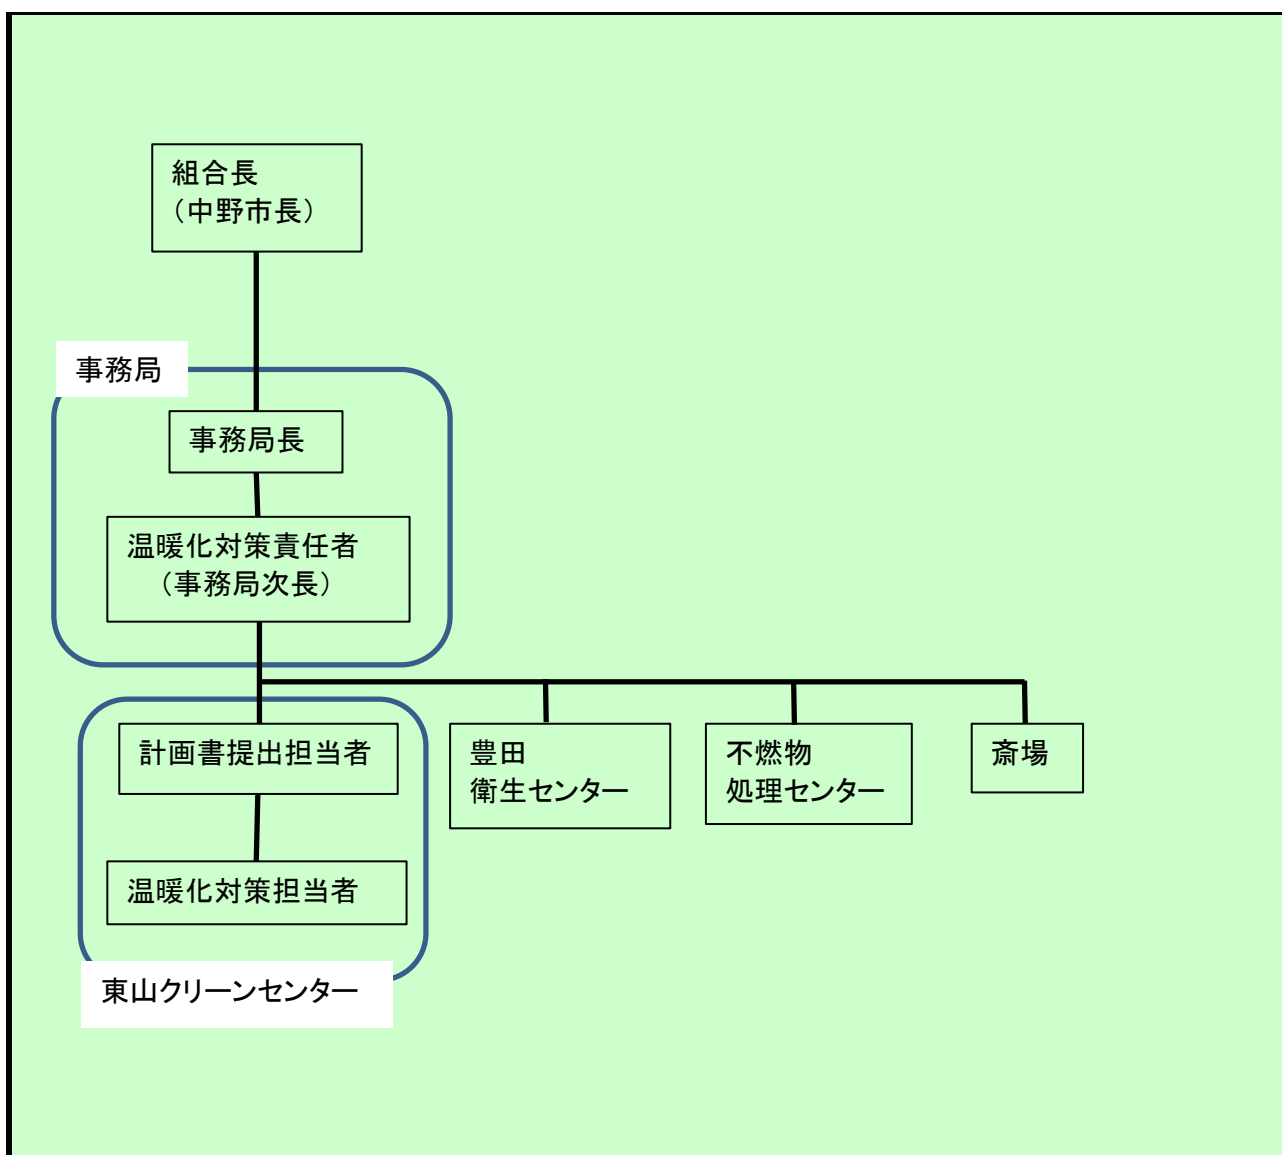 組合長
（中野市長）
事務局
事務局長
温暖化対策責任者
（事務局次長）
計画書提出担当者
豊田
衛生センター
不燃物
処理センター
斎場
温暖化対策担当者
東山クリーンセンター